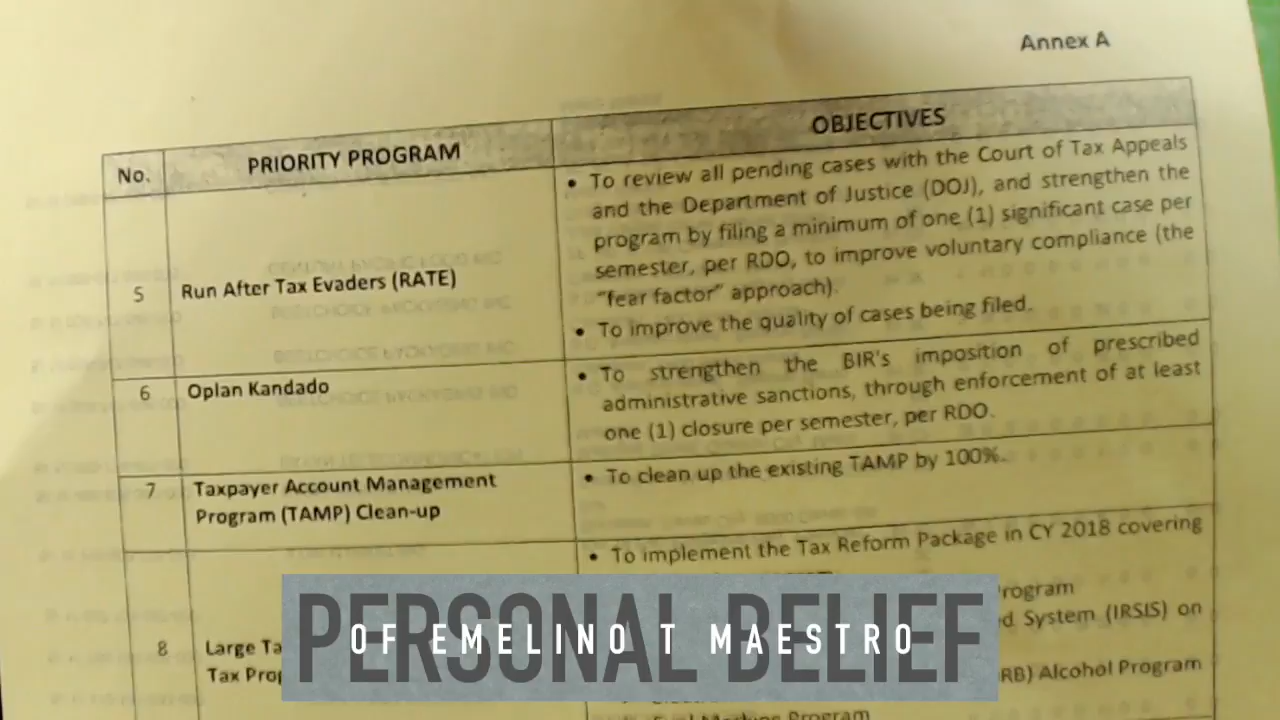 Annex A
No.
PRIORITY PROGRAM
OBJECTIVES
5
Run After Tax Evaders (RATE)
• To review all pending cases with the Court of Tax Appeals
and the Department of Justice (DOJ), and strengthen the
program by filing a minimum of one (1) significant case per
semester, per RDO, to improve voluntary compliance (the
"fear factor" approach).
• To improve the quality of cases being filed.
6
Oplan Kandado
• To strengthen the BIR's imposition of prescribed
administrative sanctions, through enforcement of at least
one (1) closure per semester, per RDO.
7
Taxpayer Account Management
Program (TAMP) Clean-up
• To clean up the existing TAMP by 100%.
8
Large Ta
Tax Prop
• To implement the Tax Reform Package in CY 2018 covering
rogram
d System (IRSIS) on
RB) Alcohol Program
Program
PERSONAL BELIEF
OF EMELINO T MAESTRO